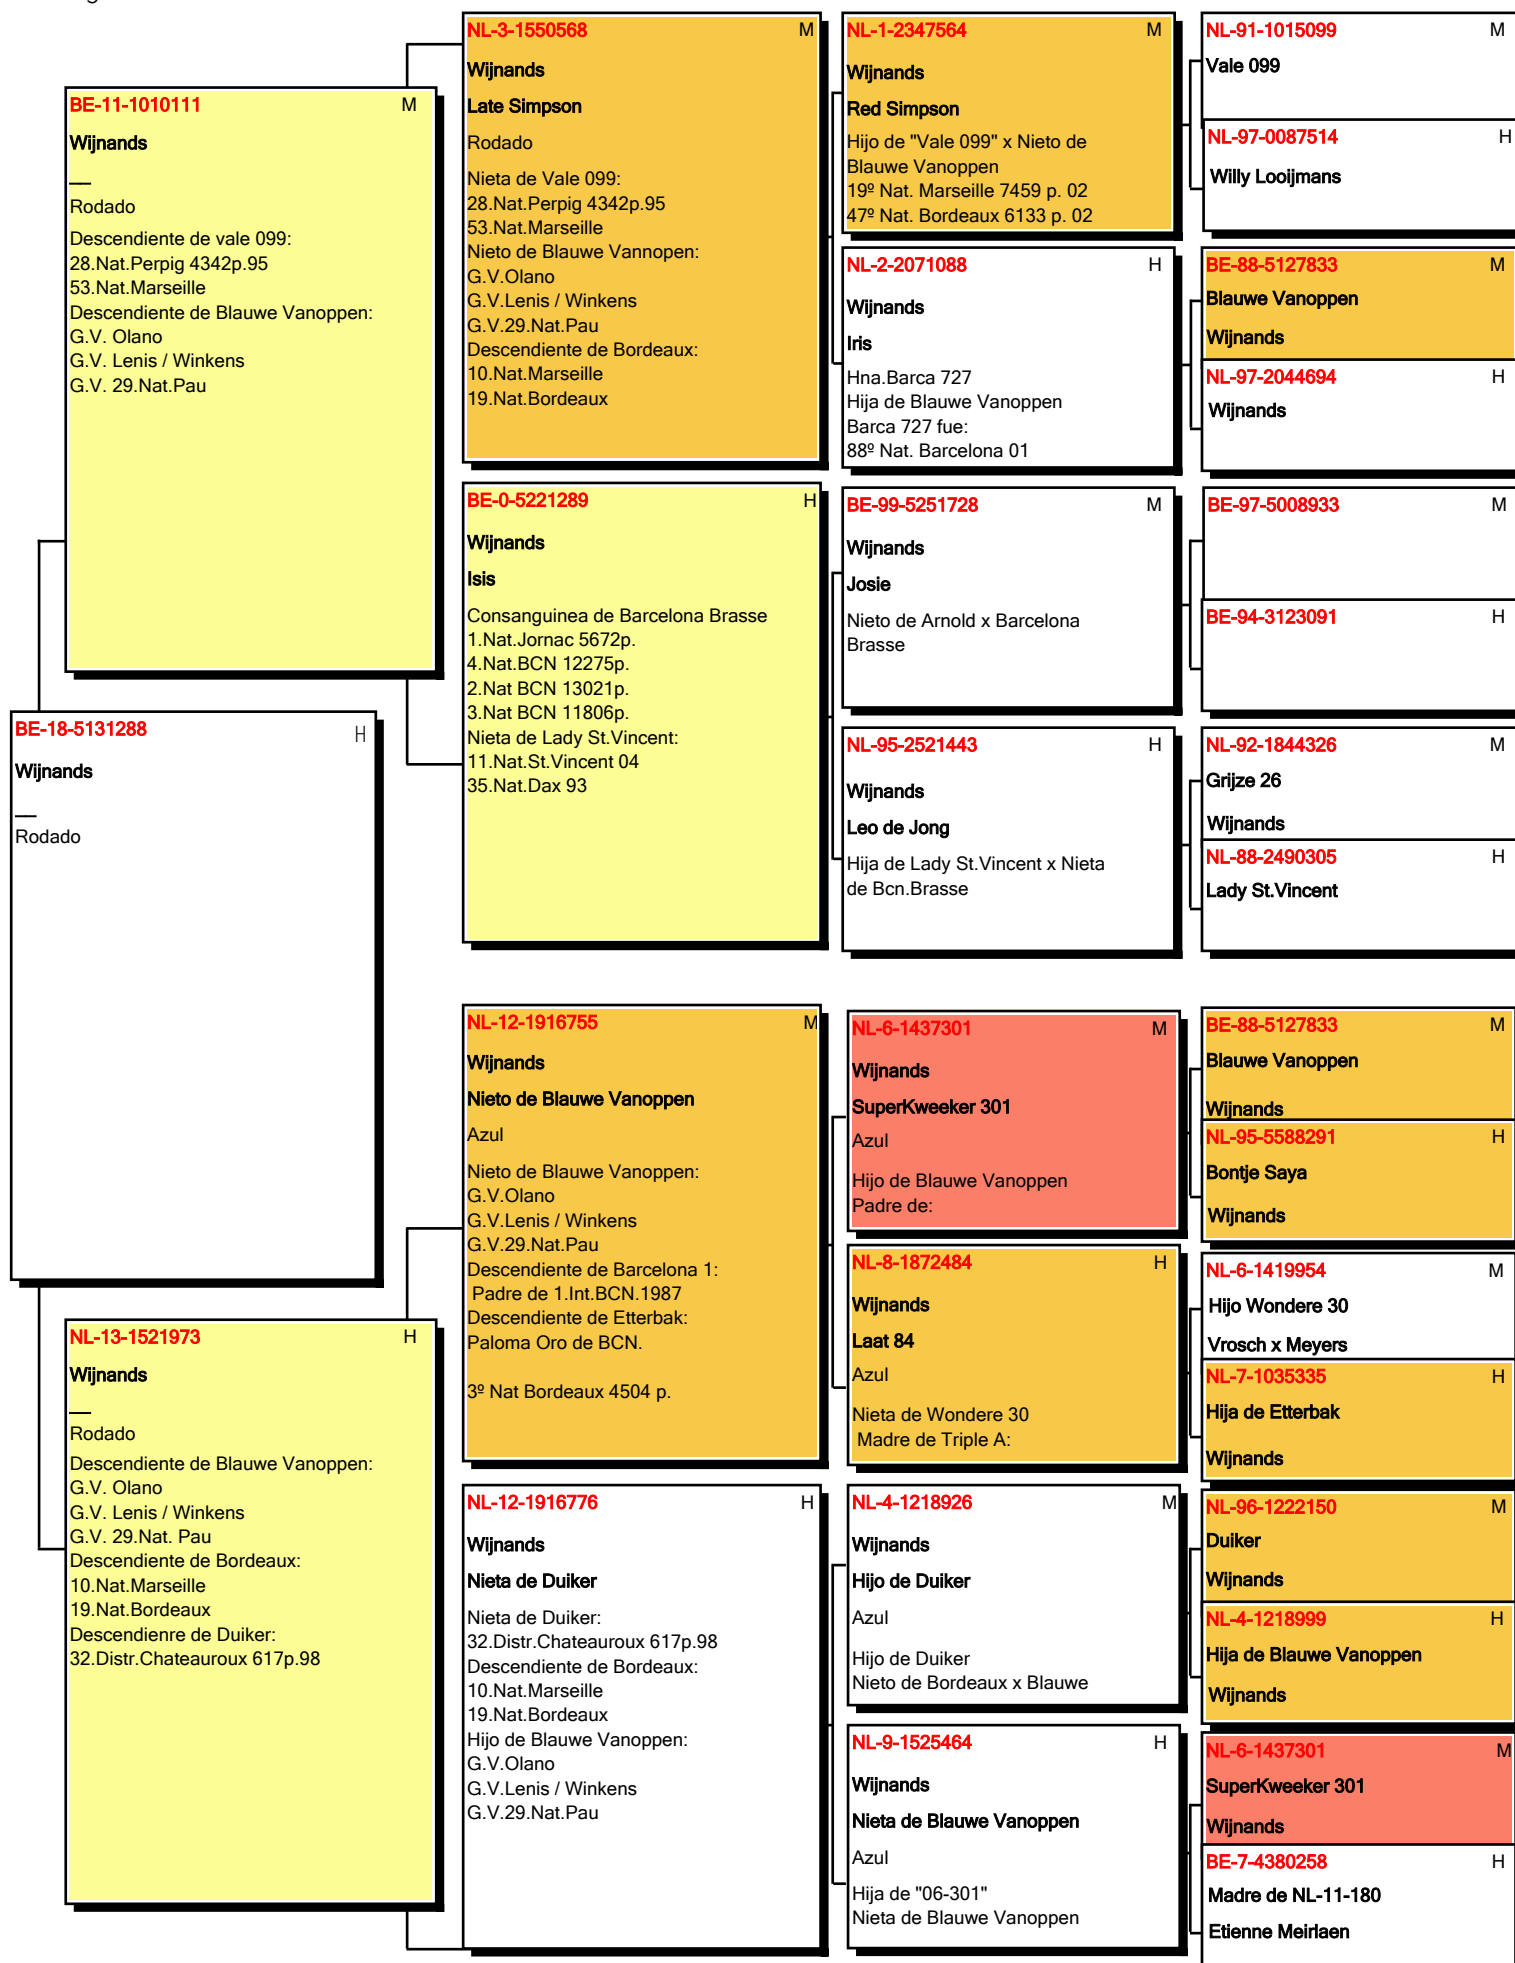 BE-18-5131288 H
Wijnands
__
Rodado
BE-11-1010111 M
Wijnands
__
Rodado
Descendiente de vale 099:
28.Nat.Perpig 4342p.95
53.Nat.Marseille
Descendiente de Blauwe Vanoppen:
G.V. Olano
G.V. Lenis / Winkens
G.V. 29.Nat.Pau
NL-13-1521973 H
Wijnands
__
Rodado
Descendiente de Blauwe Vanoppen:
G.V. Olano
G.V. Lenis / Winkens
G.V. 29.Nat. Pau
Descendiente de Bordeaux:
10.Nat.Marseille
19.Nat.Bordeaux
Descendienre de Duiker:
32.Distr.Chateauroux 617p.98
NL-3-1550568 M
Wijnands
Late Simpson
Rodado
Nieta de Vale 099:
28.Nat.Perpig 4342p.95
53.Nat.Marseille
Nieto de Blauwe Vannopen:
G.V.Olano
G.V.Lenis / Winkens
G.V.29.Nat.Pau
Descendiente de Bordeaux:
10.Nat.Marseille
19.Nat.Bordeaux
BE-0-5221289 H
Wijnands
Isis
Consanguinea de Barcelona Brasse
1.Nat.Jornac 5672p.
4.Nat.BCN 12275p.
2.Nat BCN 13021p.
3.Nat BCN 11806p.
Nieta de Lady St.Vincent:
11.Nat.St.Vincent 04
35.Nat.Dax 93
NL-12-1916755 M
Wijnands
Nieto de Blauwe Vanoppen
Azul
Nieto de Blauwe Vanoppen:
G.V.Olano
G.V.Lenis / Winkens
G.V.29.Nat.Pau
Descendiente de Barcelona 1:
Padre de 1.Int.BCN.1987
Descendiente de Etterbak:
Paloma Oro de BCN.
3º Nat Bordeaux 4504 p.
NL-12-1916776 H
Wijnands
Nieta de Duiker
Nieta de Duiker:
32.Distr.Chateauroux 617p.98
Descendiente de Bordeaux:
10.Nat.Marseille
19.Nat.Bordeaux
Hijo de Blauwe Vanoppen:
G.V.Olano
G.V.Lenis / Winkens
G.V.29.Nat.Pau
NL-1-2347564 M
Wijnands
Red Simpson
Hijo de "Vale 099" x Nieto de
Blauwe Vanoppen
19º Nat. Marseille 7459 p. 02
47º Nat. Bordeaux 6133 p. 02
NL-2-2071088 H
Wijnands
Iris
Hna.Barca 727
Hija de Blauwe Vanoppen
Barca 727 fue:
88º Nat. Barcelona 01
BE-99-5251728 M
Wijnands
Josie
Nieto de Arnold x Barcelona
Brasse
NL-95-2521443 H
Wijnands
Leo de Jong
Hija de Lady St.Vincent x Nieta
de Bcn.Brasse
NL-6-1437301 M
Wijnands
SuperKweeker 301
Azul
Hijo de Blauwe Vanoppen
Padre de:
NL-8-1872484 H
Wijnands
Laat 84
Azul
Nieta de Wondere 30
Madre de Triple A:
NL-4-1218926 M
Wijnands
Hijo de Duiker
Azul
Hijo de Duiker
Nieto de Bordeaux x Blauwe
NL-9-1525464 H
Wijnands
Nieta de Blauwe Vanoppen
Azul
Hija de "06-301"
Nieta de Blauwe Vanoppen
NL-91-1015099 M
Vale 099
NL-97-0087514 H
Willy Looijmans
BE-88-5127833 M
Blauwe Vanoppen
Wijnands
NL-97-2044694 H
Wijnands
BE-97-5008933 M
BE-94-3123091 H
NL-92-1844326 M
Grijze 26
Wijnands
NL-88-2490305 H
Lady St.Vincent
BE-88-5127833 M
Blauwe Vanoppen
Wijnands
NL-95-5588291 H
Bontje Saya
Wijnands
NL-6-1419954 M
Hijo Wondere 30
Vrosch x Meyers
NL-7-1035335 H
Hija de Etterbak
Wijnands
NL-96-1222150 M
Duiker
Wijnands
NL-4-1218999 H
Hija de Blauwe Vanoppen
Wijnands
NL-6-1437301 M
SuperKweeker 301
Wijnands
BE-7-4380258 H
Madre de NL-11-180
Etienne Meirlaen